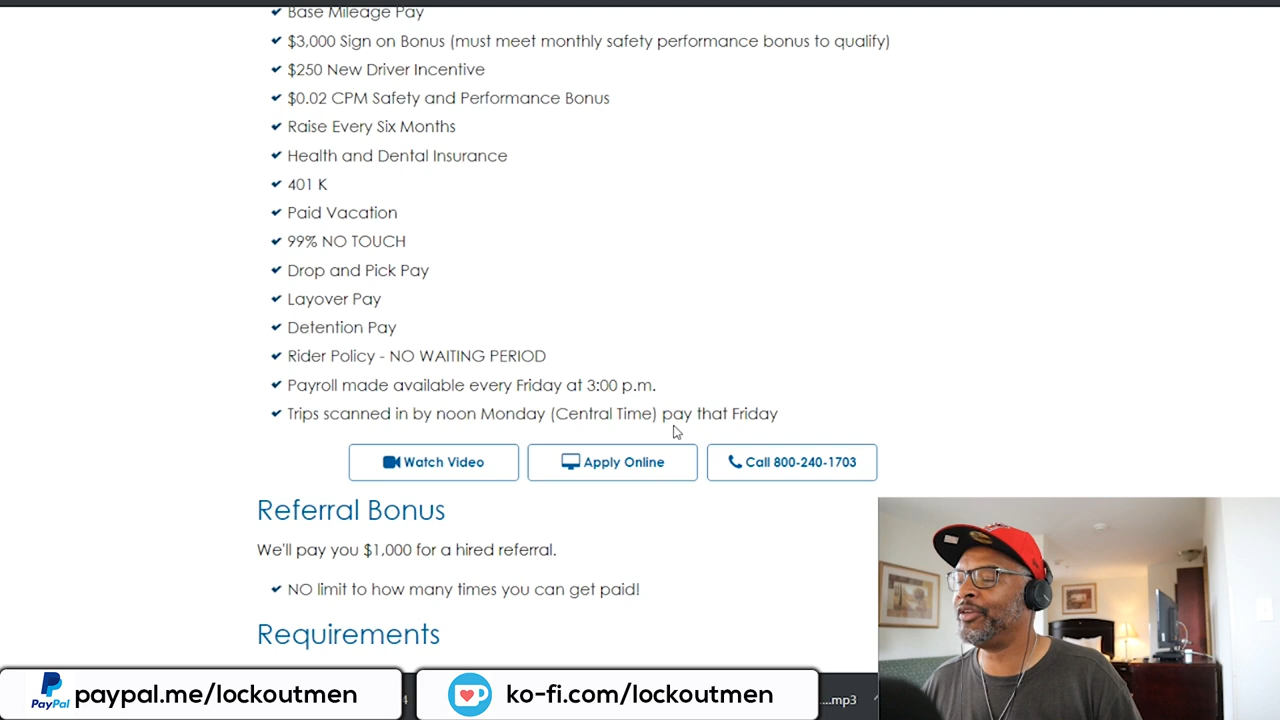 Base Mileage Pay
$3,000 Sign on Bonus (must meet monthly safety performance bonus to qualify)
$250 New Driver Incentive
$0.02 CPM Safety and Performance Bonus
Raise Every Six Months
Health and Dental Insurance
401 K
Paid Vacation
99% NO TOUCH
Drop and Pick Pay
Layover Pay
Detention Pay
Rider Policy - NO WAITING PERIOD
Payroll made available every Friday at 3:00 p.m.
Trips scanned in by noon Monday (Central Time) pay that Friday
Watch Video
Apply Online
Call 800-240-1703
Referral Bonus
We'll pay you $1,000 for a hired referral.
NO limit to how many times you can get paid!
Requirements
PayPal
paypal.me/lockoutmen
4
ko-fi.com/lockoutmen
...mp3